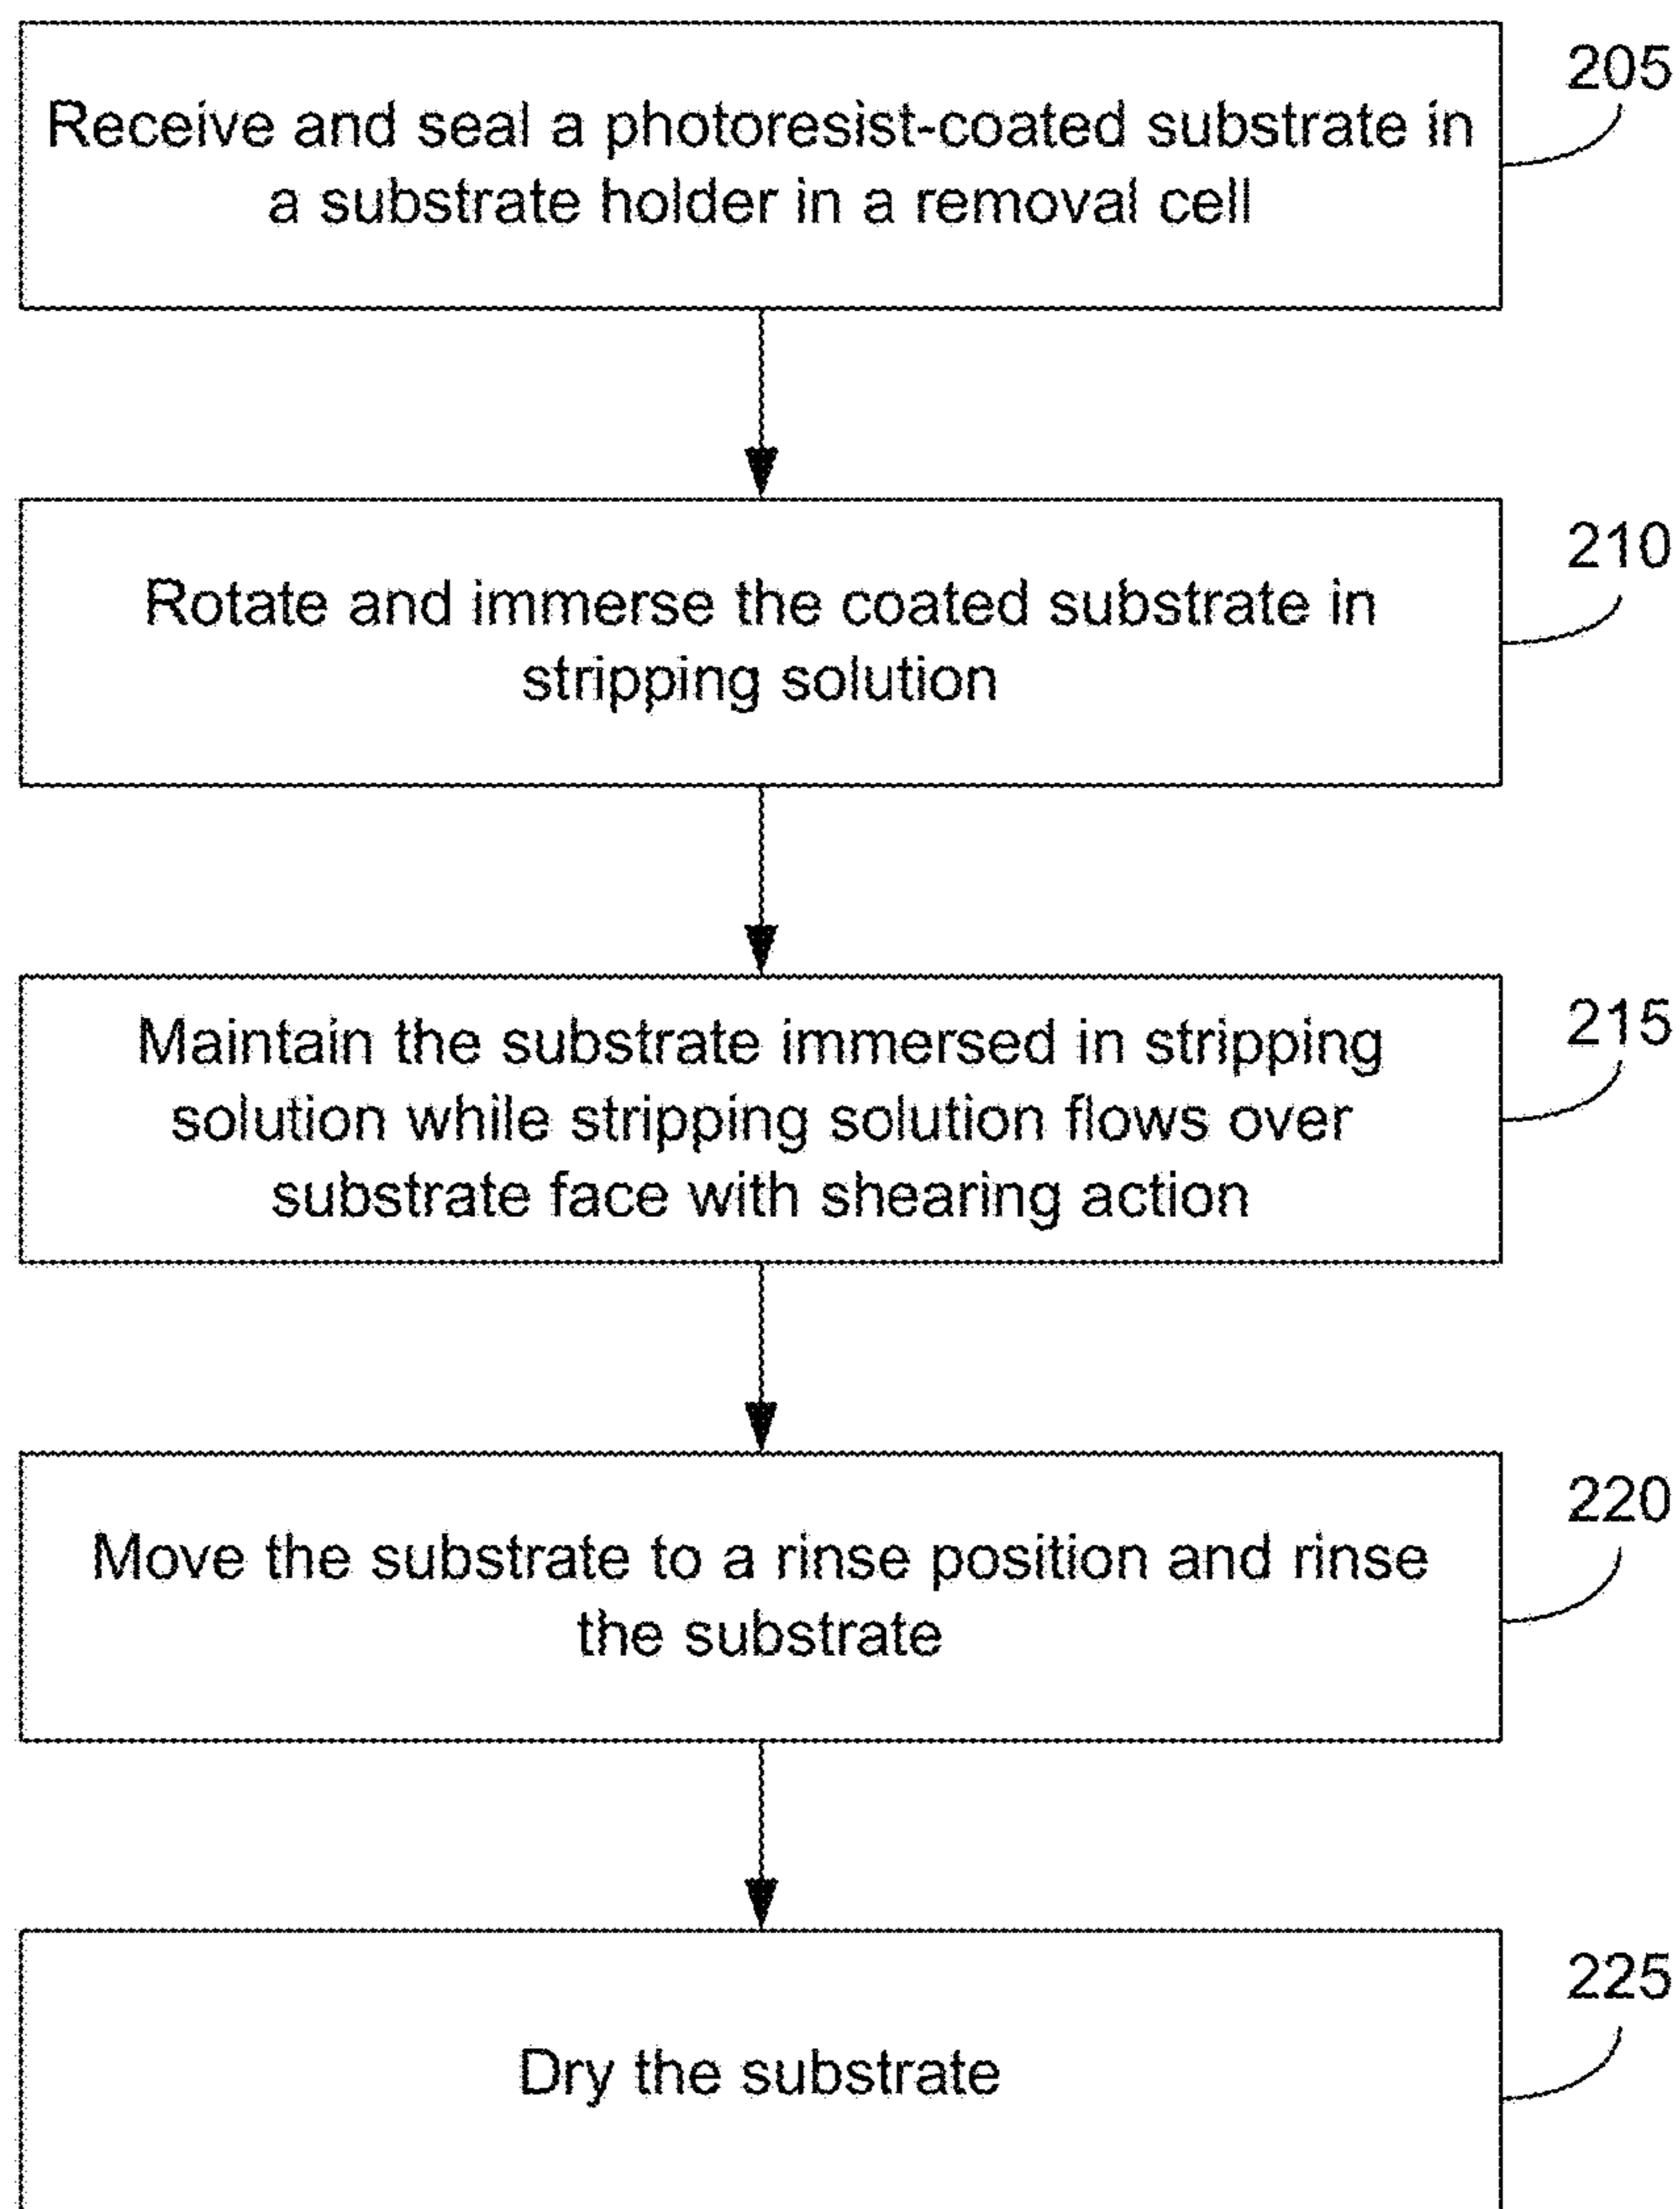 205
Receive and seal a photoresist-coated substrate in
a substrate holder in a removal cell
210
Rotate and immerse the coated substrate in
stripping solution
215
Maintain the substrate immersed in stripping
solution while stripping solution flows over
substrate face with shearing action
220
Move the substrate to a rinse position and rinse
the substrate
225
Dry the substrate